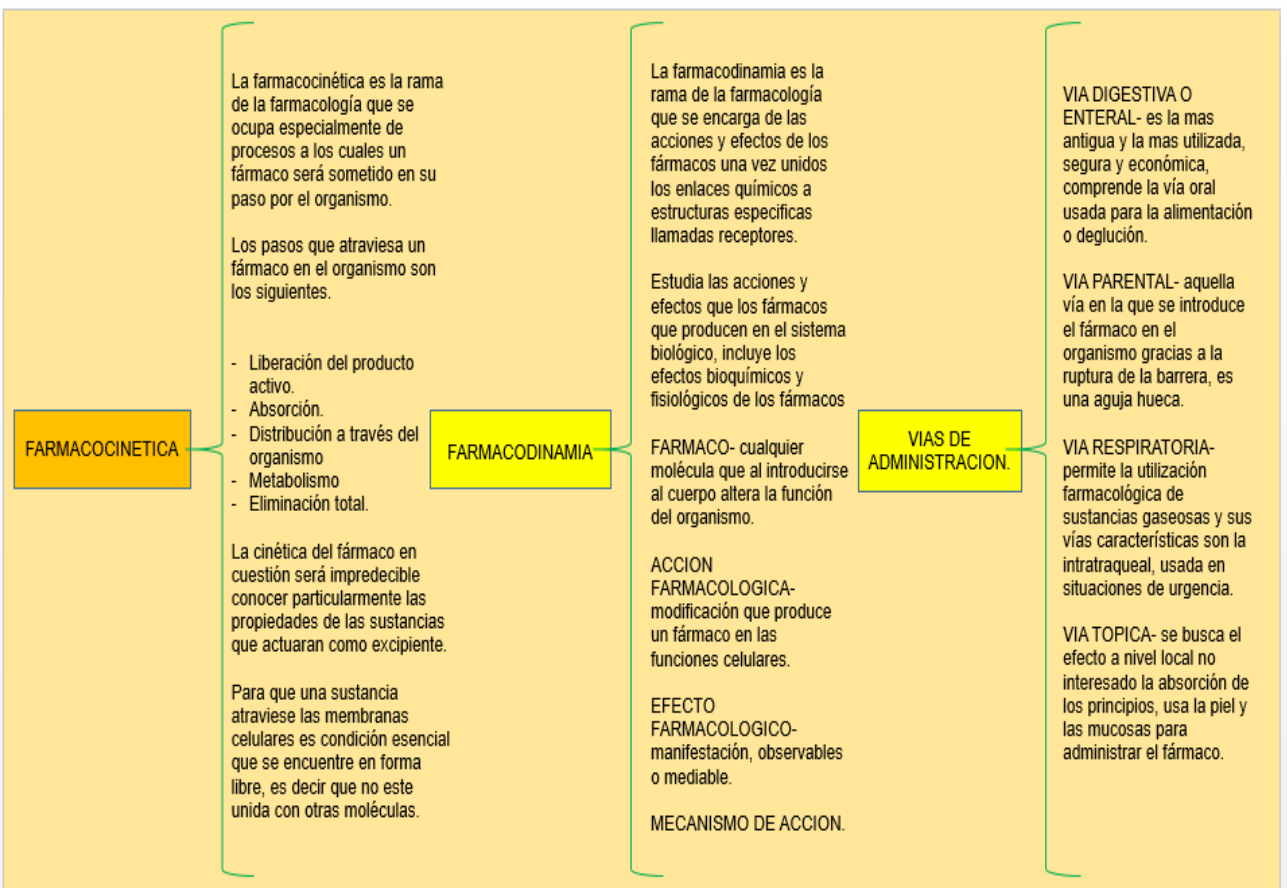 FARMACOCINETICA
La farmacocinética es la rama
de la farmacología que se
ocupa especialmente de
procesos a los cuales un
fármaco será sometido en su
paso por el organismo.
Los pasos que atraviesa un
fármaco en el organismo son
los siguientes.
- Liberación del producto
activo.
- Absorción.
- Distribución a través del
organismo
- Metabolismo
- Eliminación total.
La cinética del fármaco en
cuestión será impredecible
conocer particularmente las
propiedades de las sustancias
que actuaran como excipiente.
Para que una sustancia
atraviese las membranas
celulares es condición esencial
que se encuentre en forma
libre, es decir que no este
unida con otras moléculas.
FARMACODINAMIA
La farmacodinamia es la
rama de la farmacología
que se encarga de las
acciones y efectos de los
fármacos una vez unidos
los enlaces químicos a
estructuras especificas
llamadas receptores.
Estudia las acciones y
efectos que los fármacos
que producen en el sistema
biológico, incluye los
efectos bioquímicos y
fisiológicos de los fármacos
FARMACO- cualquier
molécula que al introducirse
al cuerpo altera la función
del organismo.
ACCION
FARMACOLOGICA-
modificación que produce
un fármaco en las
funciones celulares.
EFECTO
FARMACOLOGICO-
manifestación, observables
o mediable.
MECANISMO DE ACCION.
VIAS DE
ADMINISTRACION.
VIA DIGESTIVA O
ENTERAL- es la mas
antigua y la mas utilizada,
segura y económica,
comprende la vía oral
usada para la alimentación
o deglución.
VIA PARENTAL- aquella
vía en la que se introduce
el fármaco en el
organismo gracias a la
ruptura de la barrera, es
una aguja hueca.
VIA RESPIRATORIA-
permite la utilización
farmacológica de
sustancias gaseosas y sus
vías características son la
intratraqueal, usada en
situaciones de urgencia.
VIA TOPICA- se busca el
efecto a nivel local no
interesado la absorción de
los principios, usa la piel y
las mucosas para
administrar el fármaco.